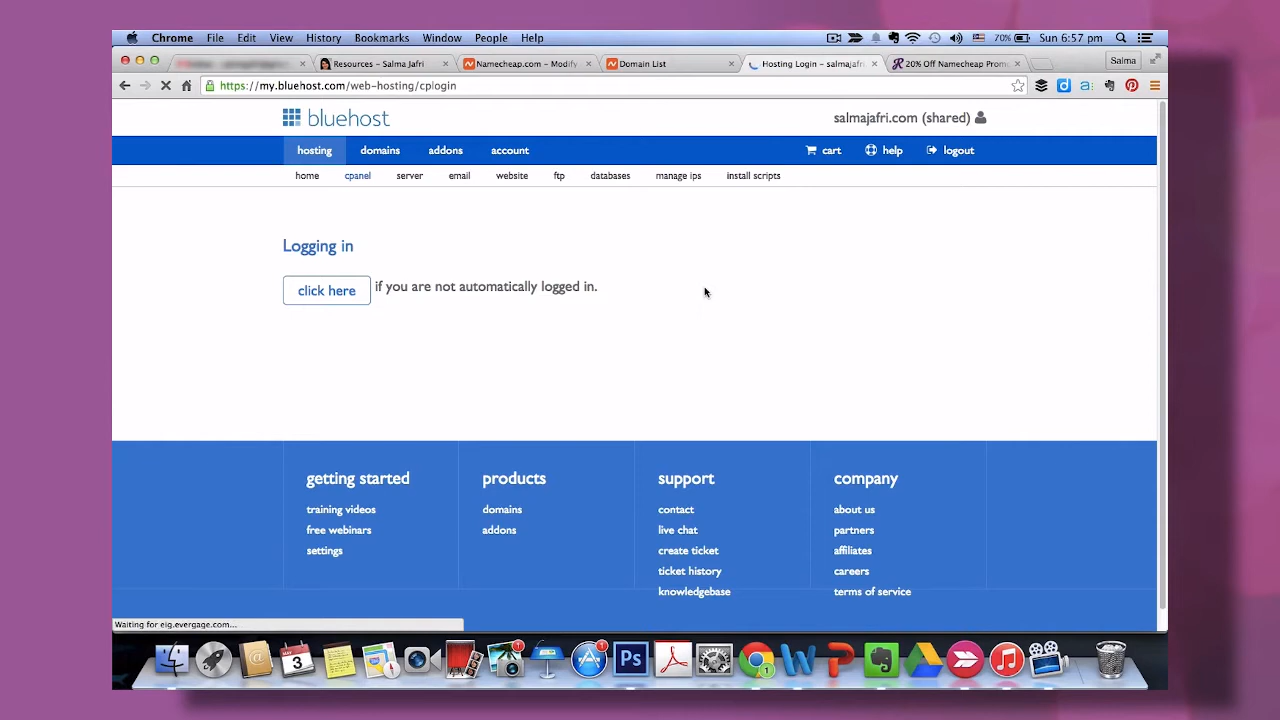 Chrome File Edit View History Bookmarks Window People Help 70% Sun 6:57 pm
Resources – Salma Jafri Namecheap.com – Modify Domain List Hosting Login – salmajafri 20% Off Namecheap Promo Salma
https://my.bluehost.com/web-hosting/cplogin
bluehost salmajafri.com (shared)
hosting domains addons account cart help logout
home cpanel server email website ftp databases manage ips install scripts
Logging in
click here if you are not automatically logged in.
getting started products support company
training videos domains contact about us
free webinars addons live chat partners
settings create ticket affiliates
ticket history careers
knowledgebase terms of service
Waiting for eig.evergage.com...
3 Ps 1